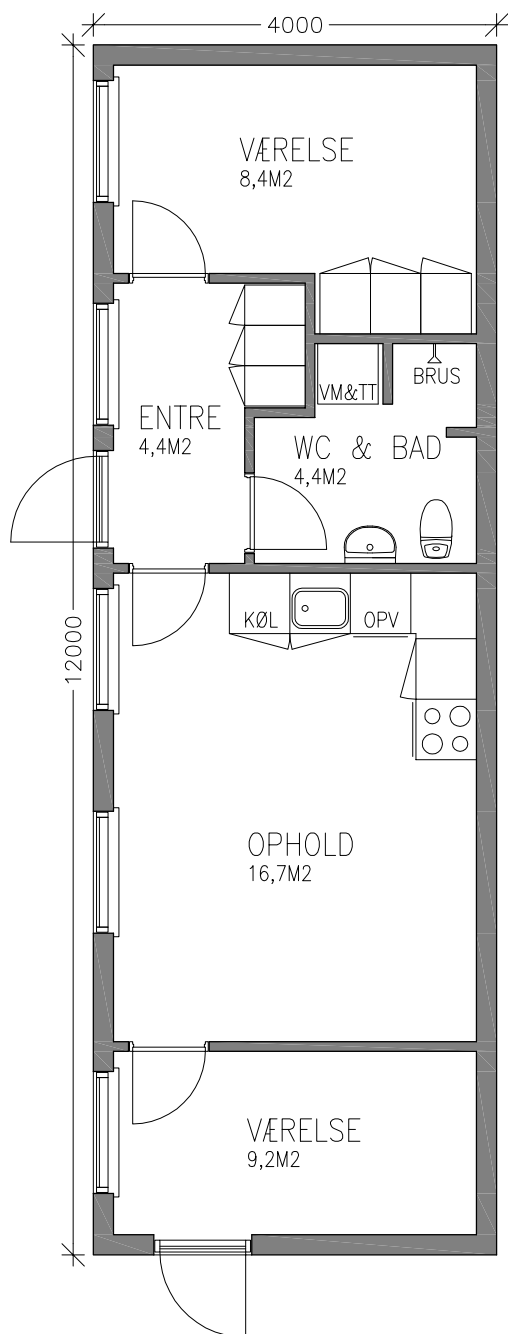 4000
VÆRELSE
8,4M2
BRUS
VM&TT
ENTRE
4,4M2
WC & BAD
4,4M2
KØL
OPV
12000
OPHOLD
16,7M2
VÆRELSE
9,2M2